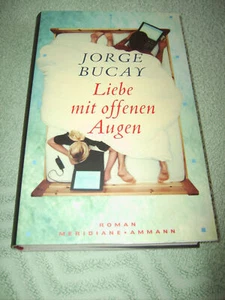 JORGE
BUCAY
Liebe
mit offenen
Augen
ROMAN
MERIDIANE • AMMANN